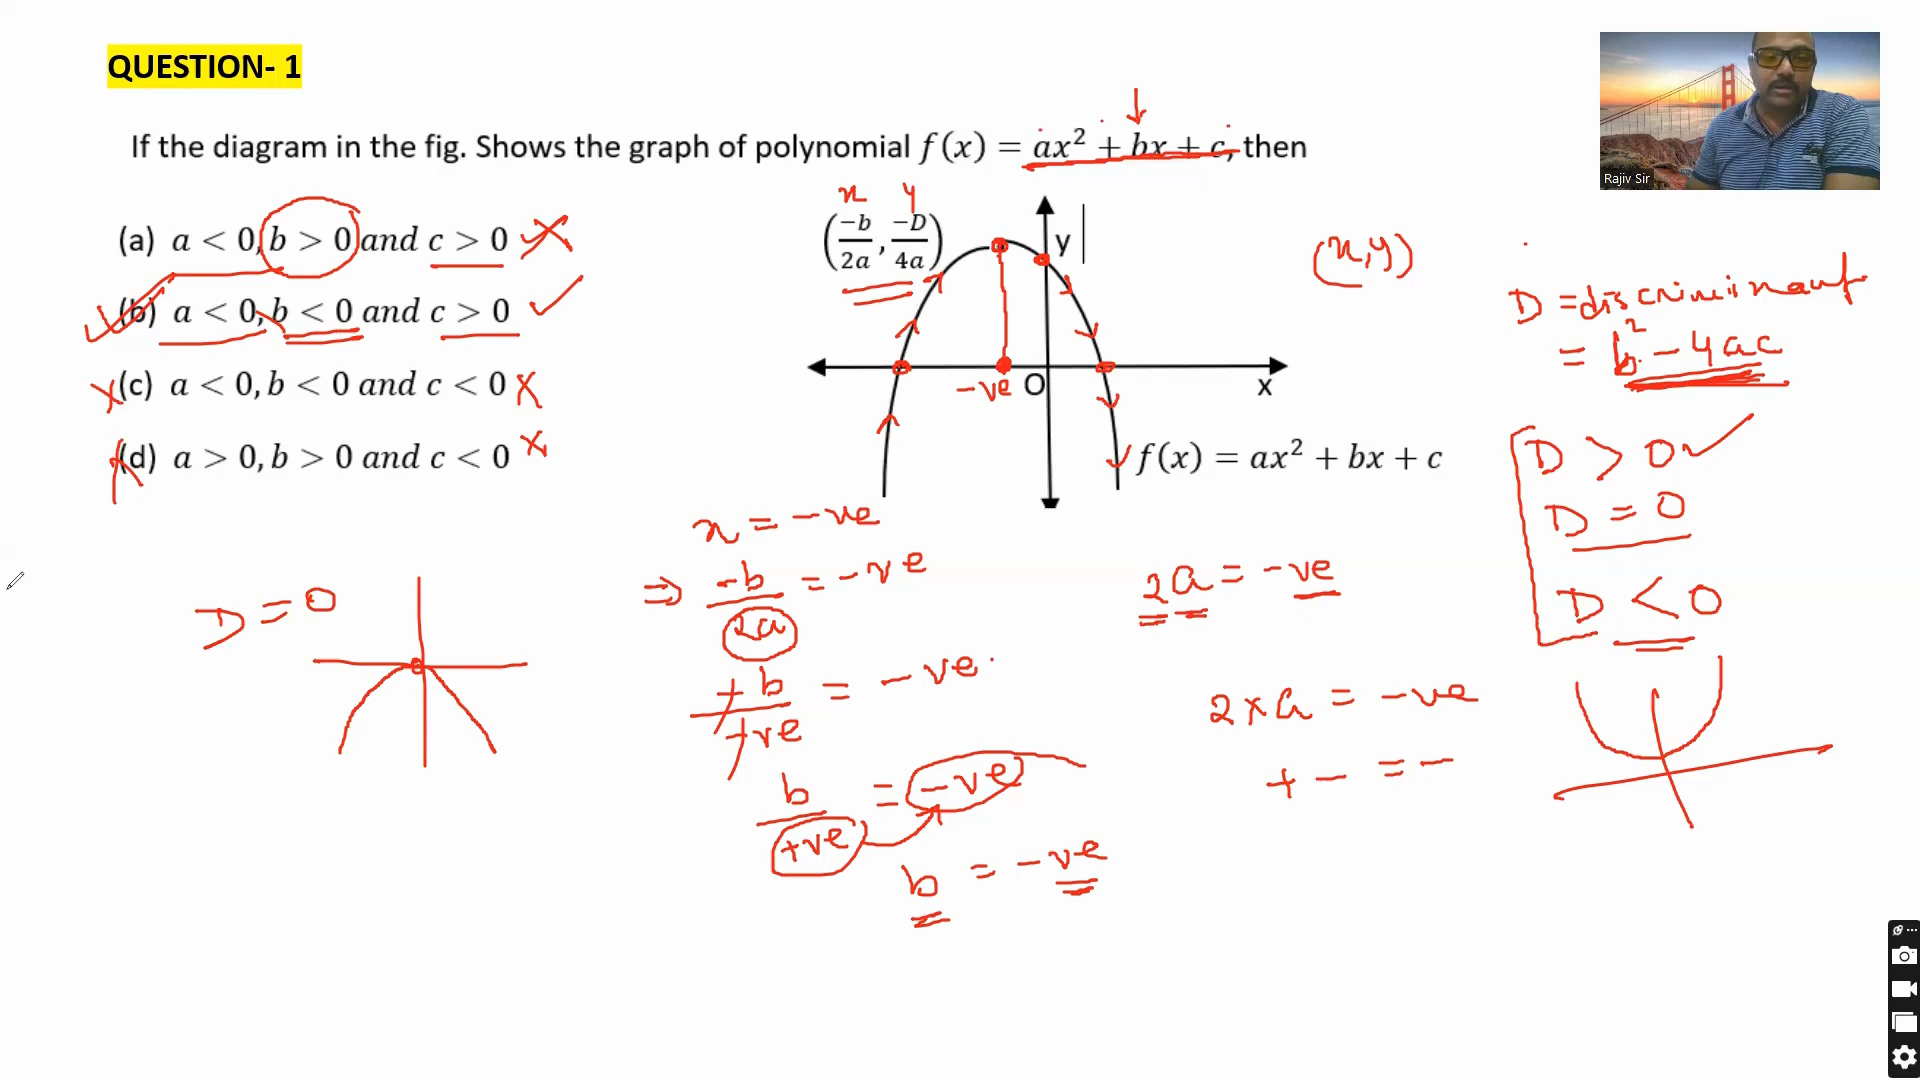 QUESTION- 1
If the diagram in the fig. Shows the graph of polynomial f(x) = ax² + bx + c, then
(a) a < 0, b > 0 and c > 0
(b) a < 0, b < 0 and c > 0
(c) a < 0, b < 0 and c < 0
(d) a > 0, b > 0 and c < 0
x y
(-b/2a, -D/4a)
y
-ve O x
f(x) = ax² + bx + c
(x, y)
D = discriminant
= b² - 4ac
D > 0
D = 0
D < 0
D = 0
x = -ve
⇒ -b/2a = -ve
+b/+ve = -ve
b/+ve = -ve
b = -ve
2a = -ve
2 × a = -ve
+ - = -
Rajiv Sir